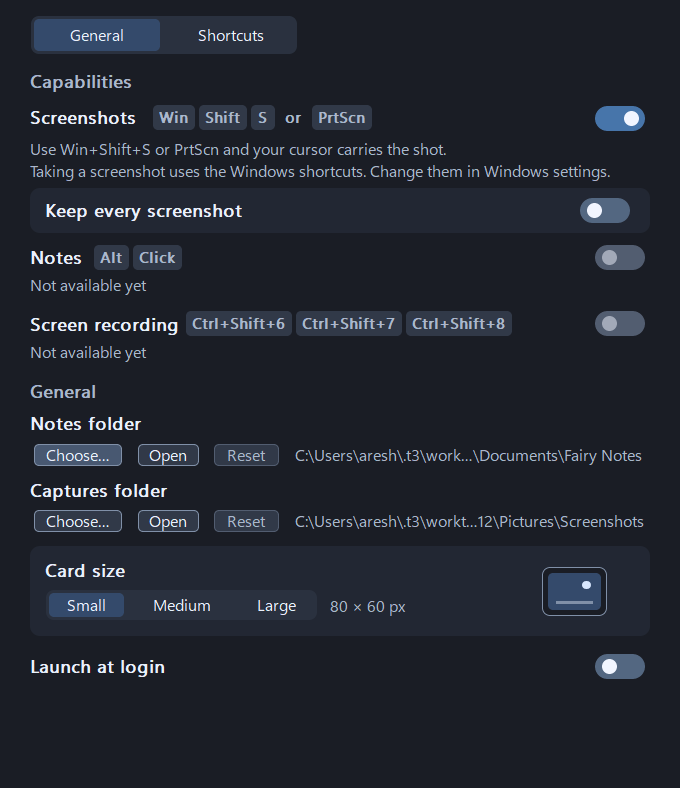 General Shortcuts
Capabilities
Screenshots Win Shift S or PrtScn
Use Win+Shift+S or PrtScn and your cursor carries the shot.
Taking a screenshot uses the Windows shortcuts. Change them in Windows settings.
Keep every screenshot
Notes Alt Click
Not available yet
Screen recording Ctrl+Shift+6 Ctrl+Shift+7 Ctrl+Shift+8
Not available yet
General
Notes folder
Choose... Open Reset C:\Users\aresh\.t3\work...\Documents\Fairy Notes
Captures folder
Choose... Open Reset C:\Users\aresh\.t3\workt...12\Pictures\Screenshots
Card size
Small Medium Large 80 × 60 px
Launch at login